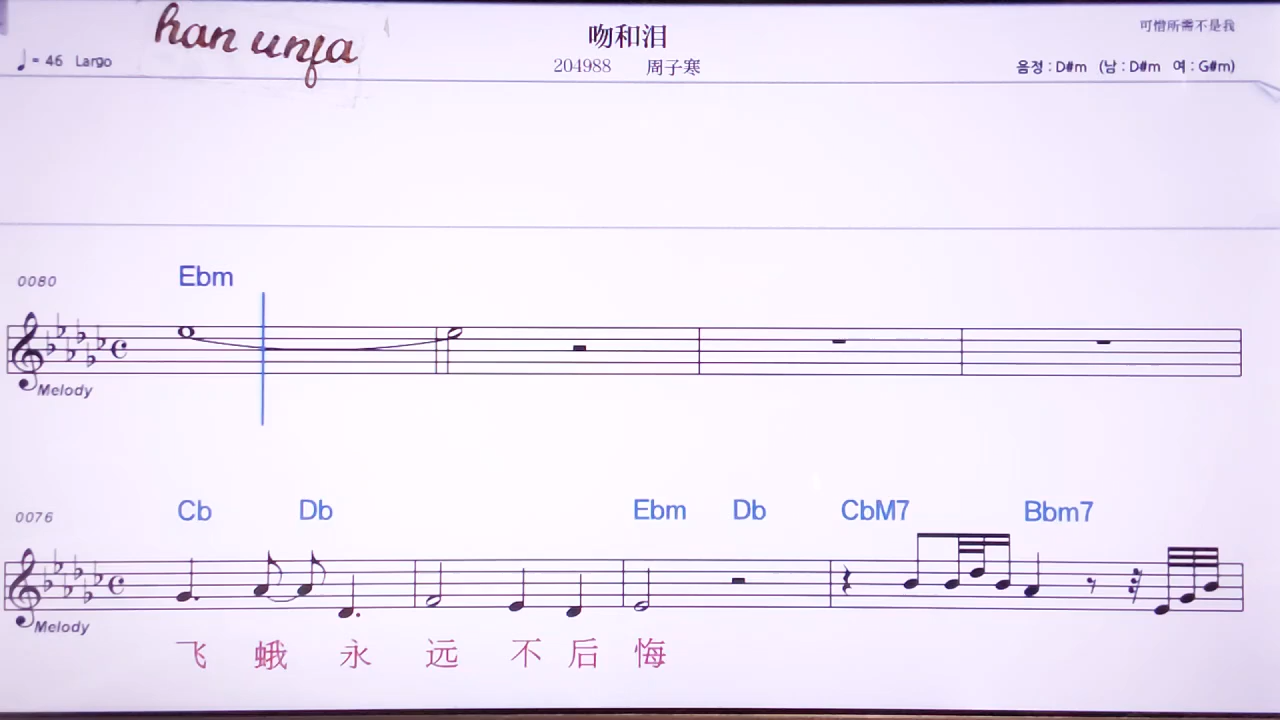 han unfa
吻和泪
可惜所需不是我
♩= 46 Largo
204988 周子寒
음정 : D#m (남 : D#m 여 : G#m)
0080
Ebm
Melody
0076
Cb Db Ebm Db CbM7 Bbm7
Melody
飞 蛾 永 远 不 后 悔